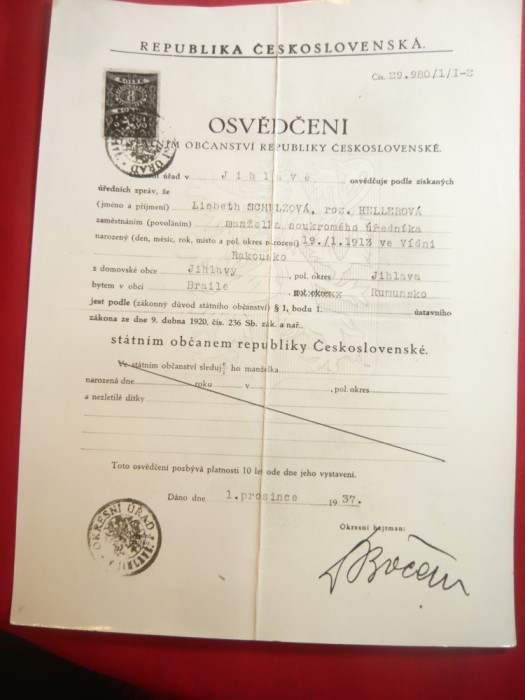 REPUBLIKA ČESKOSLOVENSKÁ.
Čís. 29.980/1/I-2
OSVĚDČENI
OBČANSTVÍ REPUBLIKY ČESKOSLOVENSKÉ.
úřad v Jihlavě osvědčuje podle získaných
úředních zpráv, že
(jméno a příjmení) Lisbeth SCHULZOVÁ, roz. HELLEROVÁ
zaměstnáním (povoláním) manželka soukromého úředníka
narozený (den, měsíc, rok, místo a pol. okres narození) 19./1.1913 ve Vídni
Rakousko
z domovské obce Jihlavy, pol. okres Jihlava
bytem v obci Braile Rumunsko
jest podle (zákonný důvod státního občanství) § 1, bodu 1. ústavního
zákona ze dne 9. dubna 1920, čís. 236 Sb. zák. a nař.
státním občanem republiky Československé.
Ve státním občanství sleduj ho manželka
narozená dne roku v , pol. okres
a nezletilé dítky
Toto osvědčení pozbývá platnosti 10 let ode dne jeho vystavení.
Dáno dne 1. prosince 1937.
Okresní hejtman:
OKRESNÍ ÚŘAD